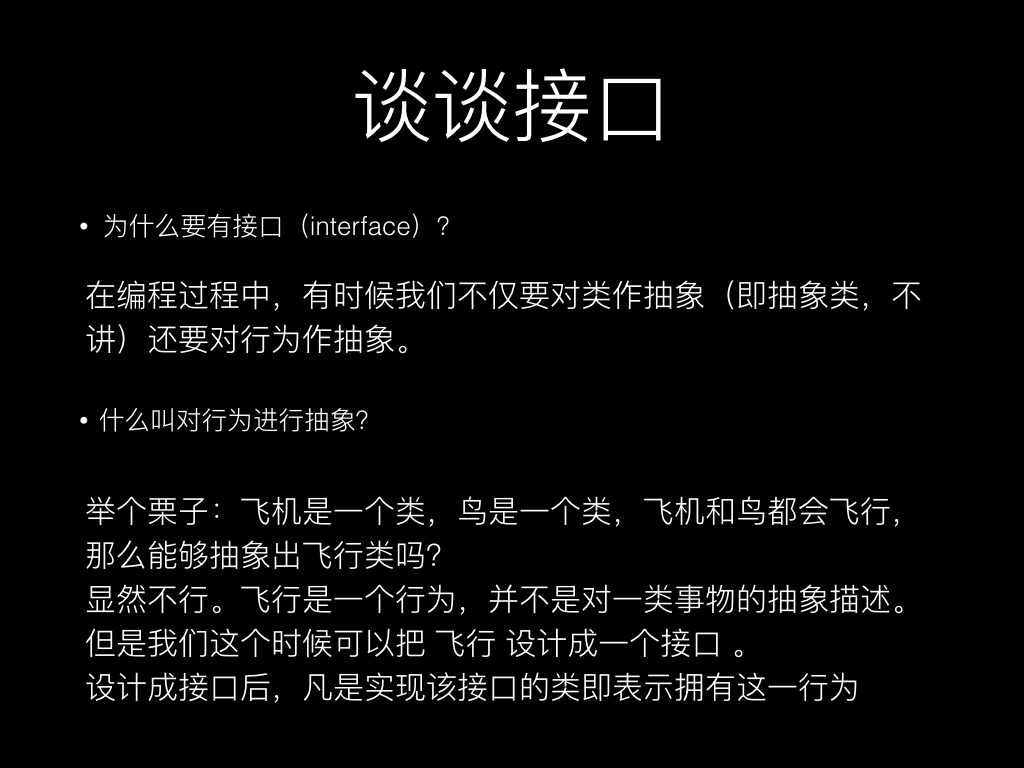 谈谈接口
• 为什么要有接口（interface）？
在编程过程中，有时候我们不仅要对类作抽象（即抽象类，不
讲）还要对行为作抽象。
• 什么叫对行为进行抽象？
举个栗子：飞机是一个类，鸟是一个类，飞机和鸟都会飞行，
那么能够抽象出飞行类吗？
显然不行。飞行是一个行为，并不是对一类事物的抽象描述。
但是我们这个时候可以把 飞行 设计成一个接口 。
设计成接口后，凡是实现该接口的类即表示拥有这一行为